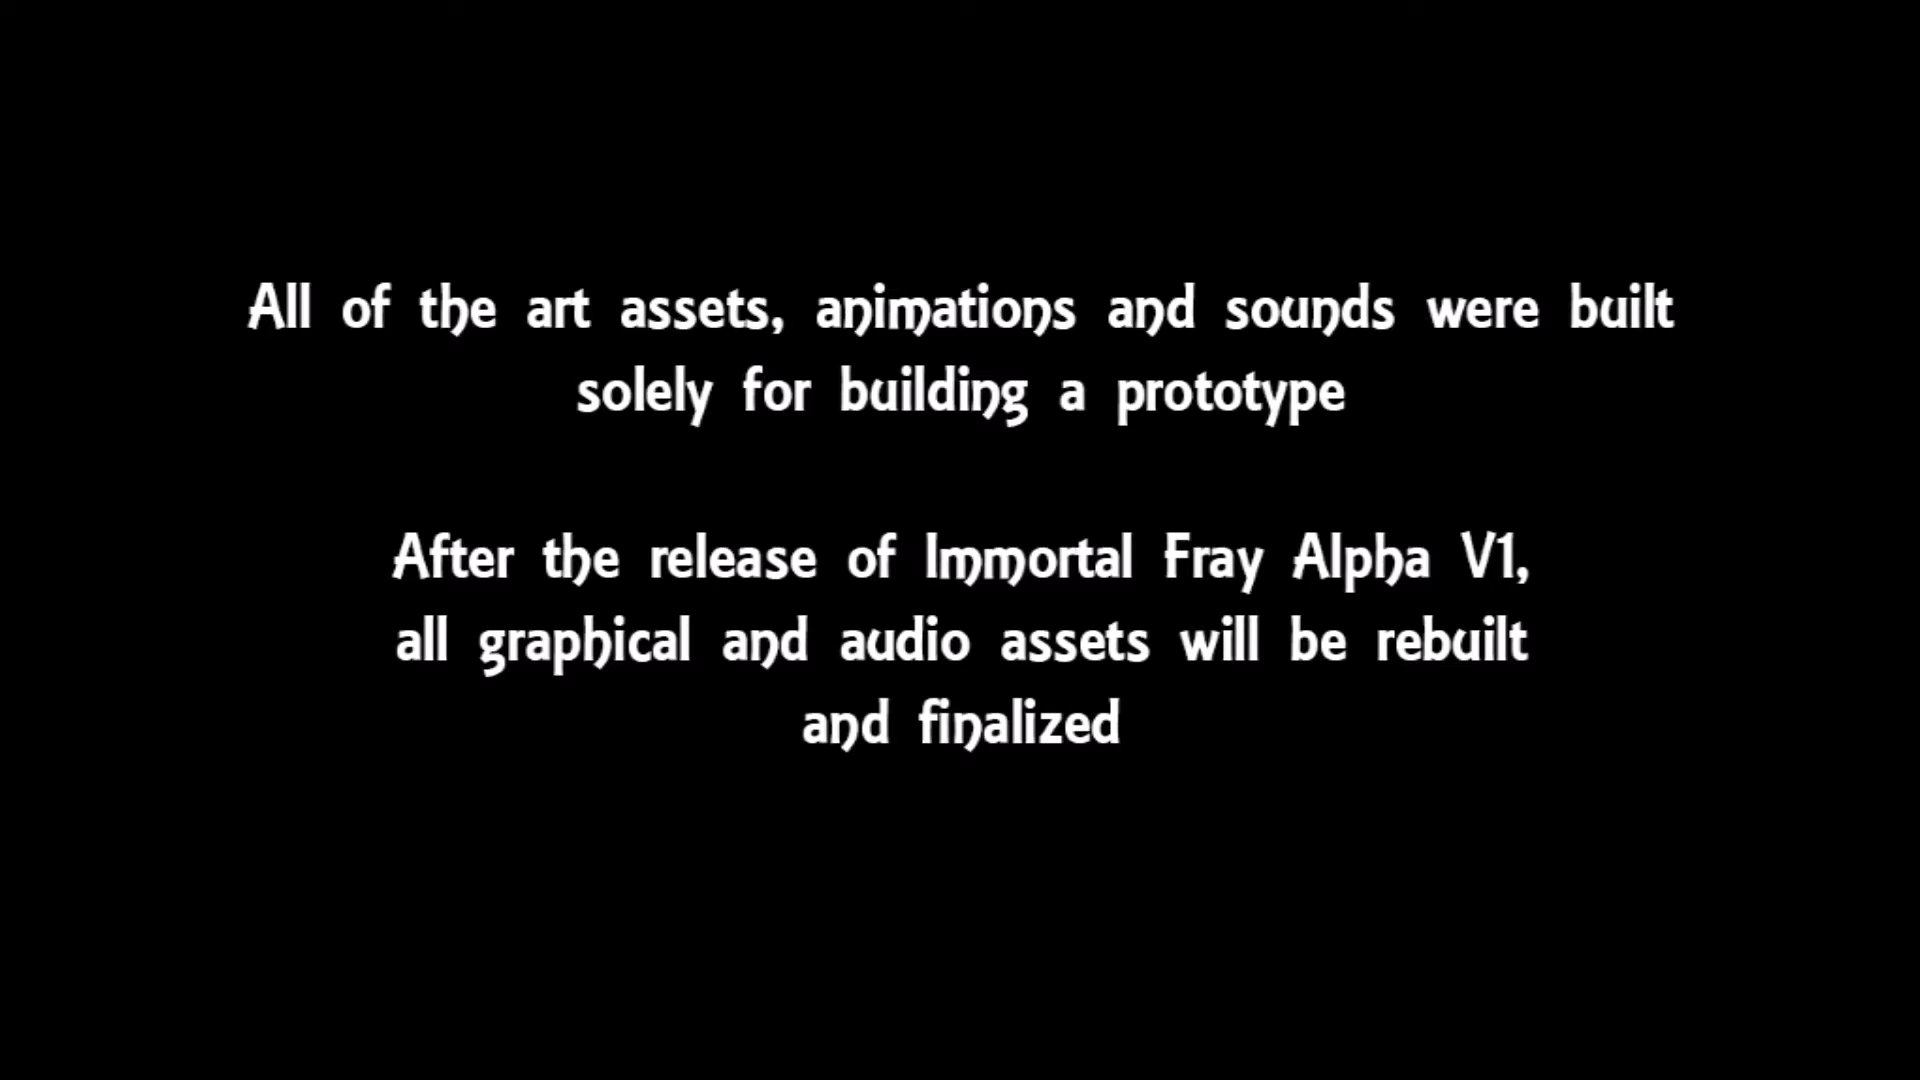 All of the art assets, animations and sounds were built
solely for building a prototype
After the release of Immortal Fray Alpha V1,
all graphical and audio assets will be rebuilt
and finalized